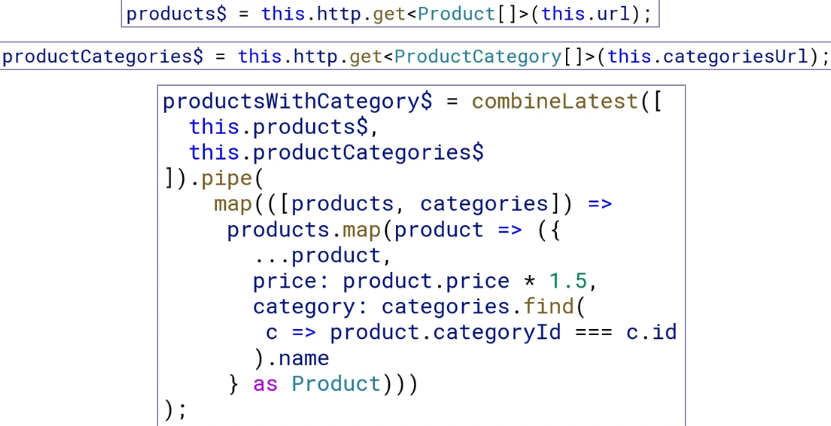 products$ = this.http.get<Product[]>(this.url);
productCategories$ = this.http.get<ProductCategory[]>(this.categoriesUrl);
productsWithCategory$ = combineLatest([
this.products$,
this.productCategories$
]).pipe(
map(([products, categories]) =>
products.map(product => ({
...product,
price: product.price * 1.5,
category: categories.find(
c => product.categoryId === c.id
).name
} as Product)))
);